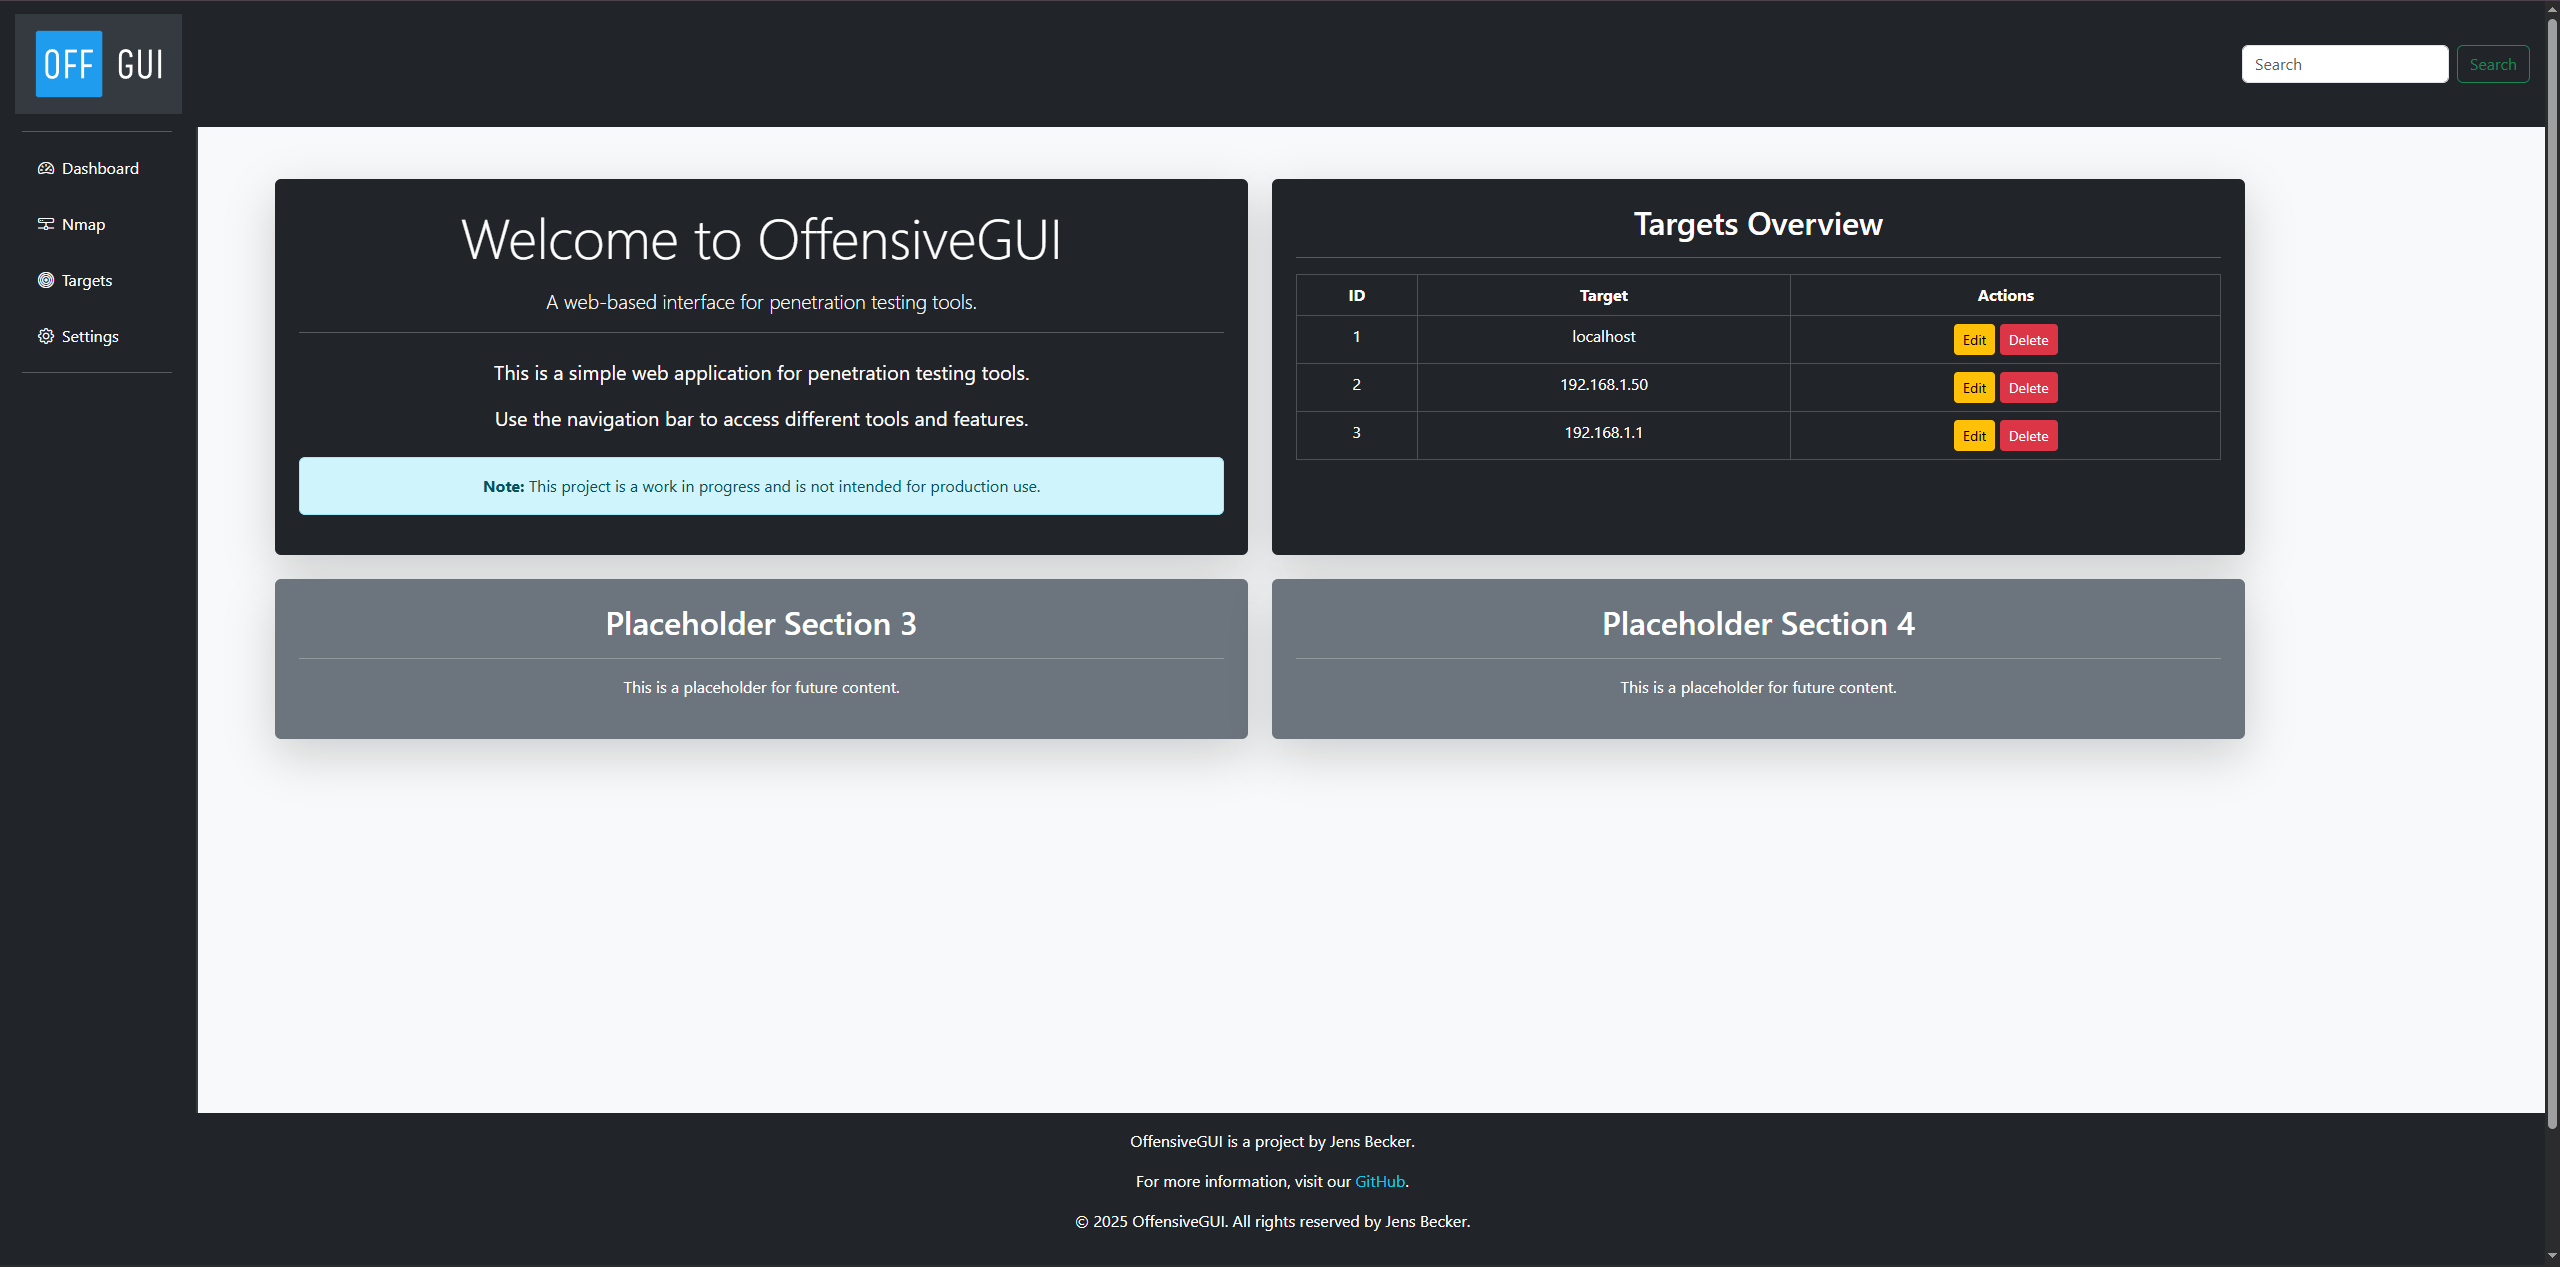 OFF GUI
Search
Search
Dashboard
Nmap
Targets
Settings
Welcome to OffensiveGUI
A web-based interface for penetration testing tools.
This is a simple web application for penetration testing tools.
Use the navigation bar to access different tools and features.
Note: This project is a work in progress and is not intended for production use.
Targets Overview
ID Target Actions
1 localhost Edit Delete
2 192.168.1.50 Edit Delete
3 192.168.1.1 Edit Delete
Placeholder Section 3
This is a placeholder for future content.
Placeholder Section 4
This is a placeholder for future content.
OffensiveGUI is a project by Jens Becker.
For more information, visit our GitHub.
© 2025 OffensiveGUI. All rights reserved by Jens Becker.